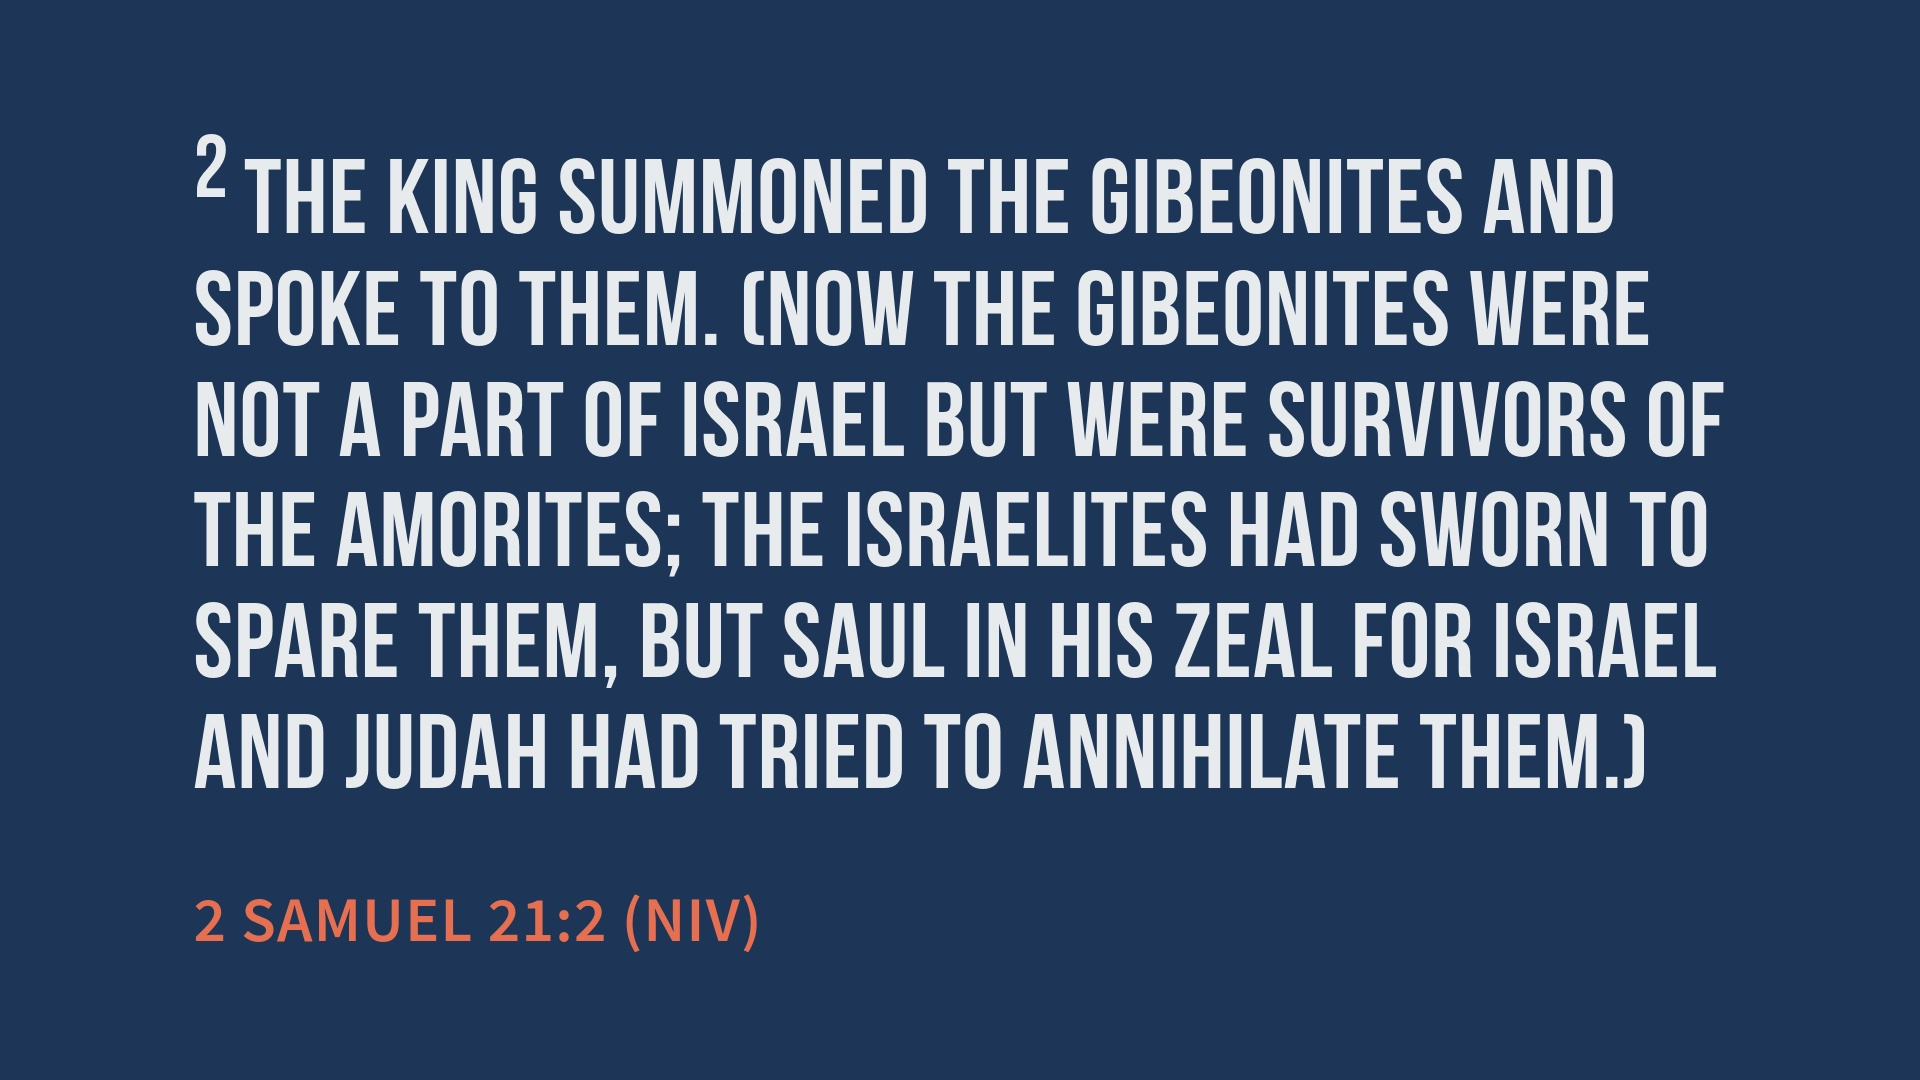 2 THE KING SUMMONED THE GIBEONITES AND
SPOKE TO THEM. (NOW THE GIBEONITES WERE
NOT A PART OF ISRAEL BUT WERE SURVIVORS OF
THE AMORITES; THE ISRAELITES HAD SWORN TO
SPARE THEM, BUT SAUL IN HIS ZEAL FOR ISRAEL
AND JUDAH HAD TRIED TO ANNIHILATE THEM.)
2 SAMUEL 21:2 (NIV)